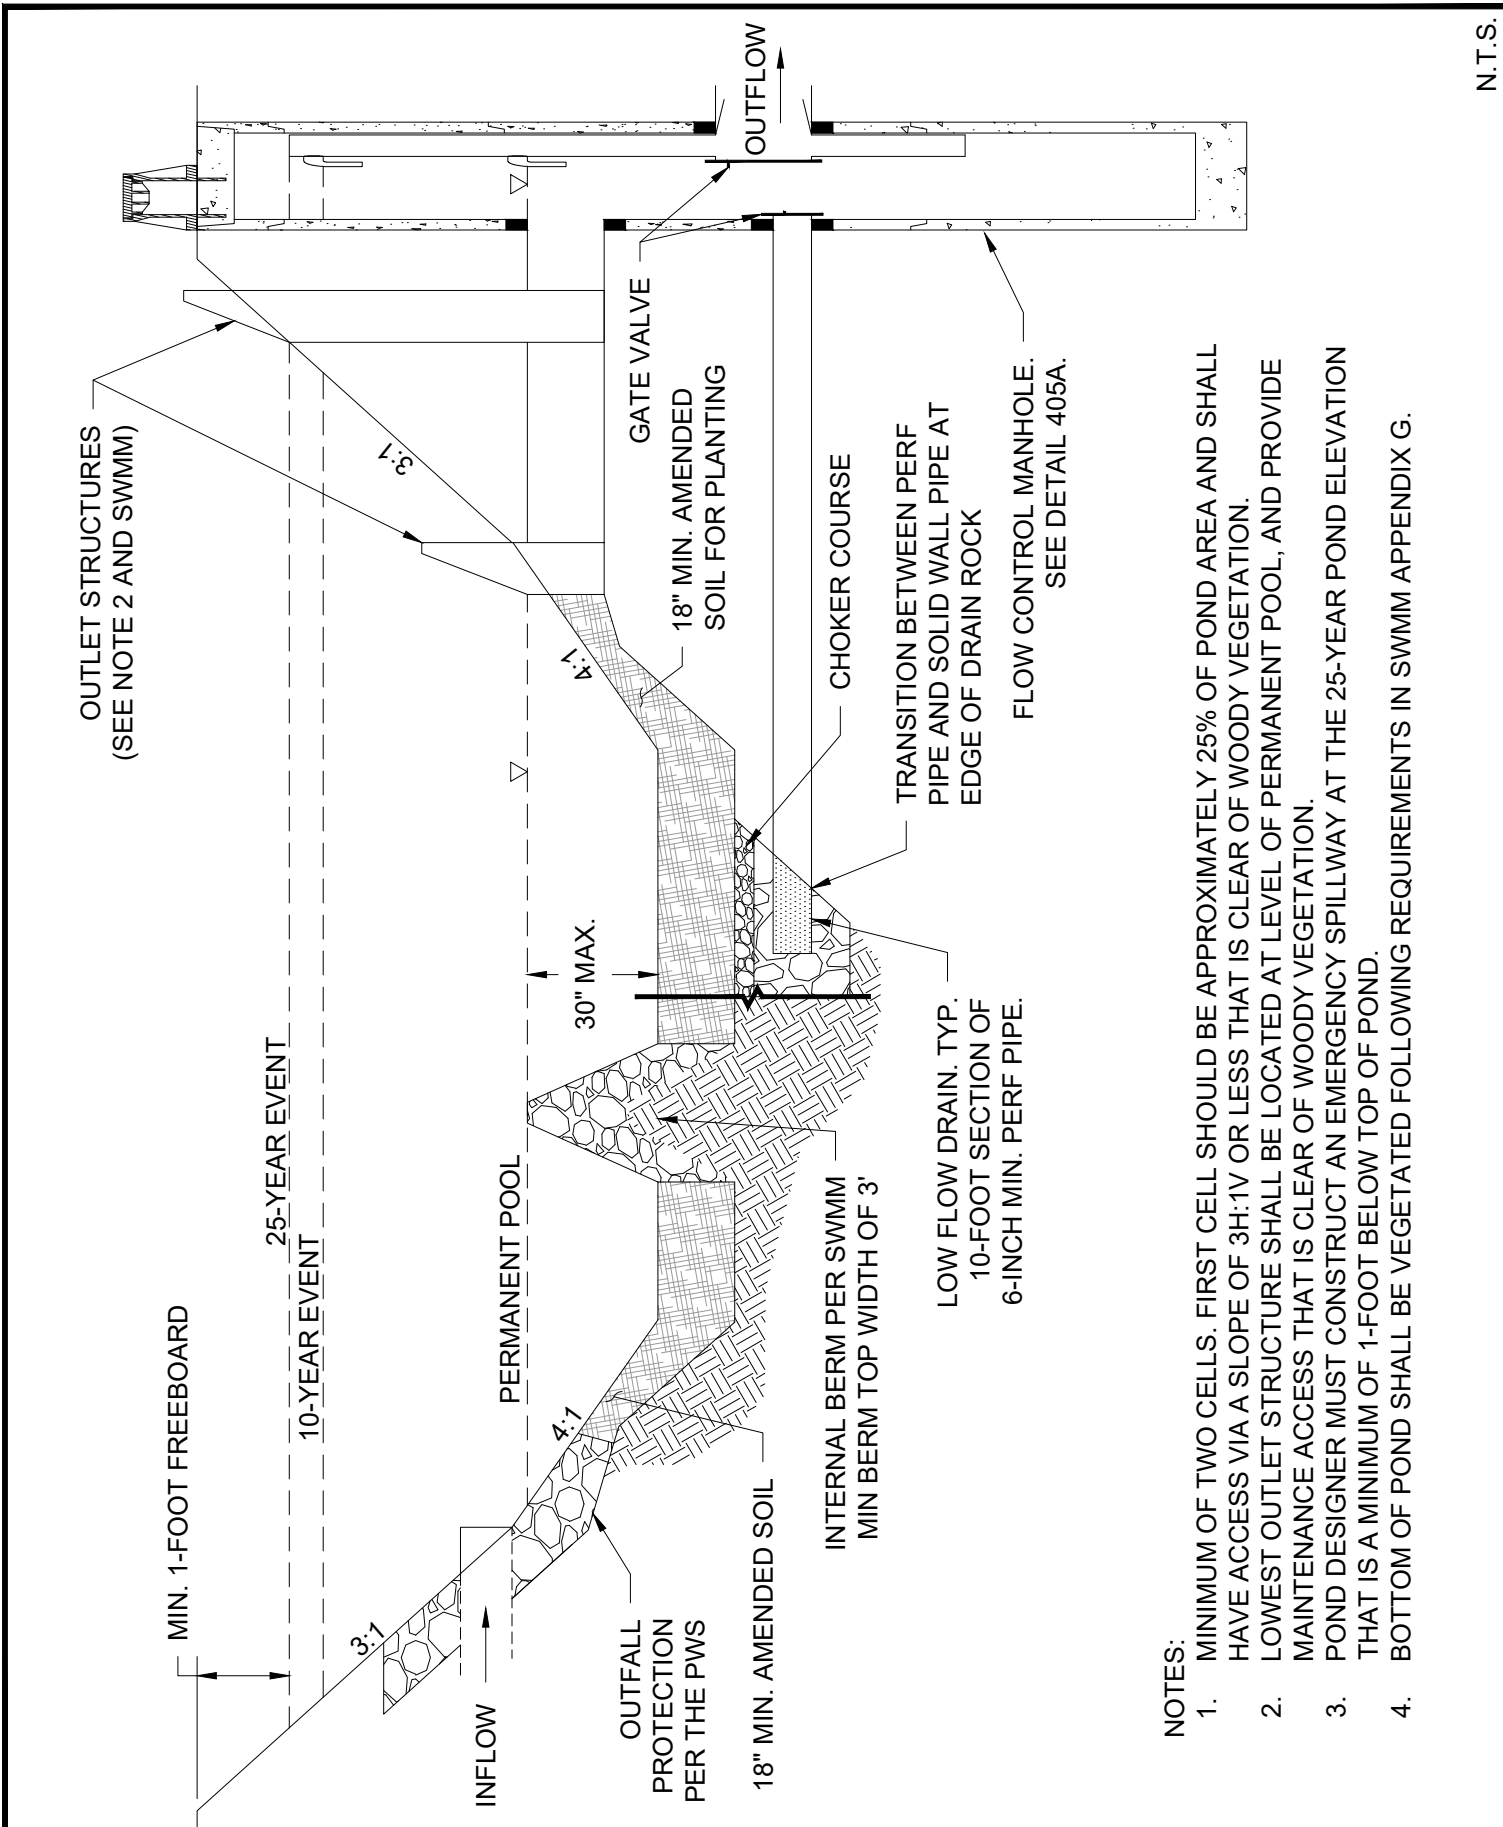 OUTLET STRUCTURES
(SEE NOTE 2 AND SWMM)
MIN. 1-FOOT FREEBOARD
25-YEAR EVENT
10-YEAR EVENT
PERMANENT POOL
3:1
3:1
4:1
4:1
30" MAX.
INFLOW
OUTFLOW
GATE VALVE
18" MIN. AMENDED
SOIL FOR PLANTING
CHOKER COURSE
TRANSITION BETWEEN PERF
PIPE AND SOLID WALL PIPE AT
EDGE OF DRAIN ROCK
FLOW CONTROL MANHOLE.
SEE DETAIL 405A.
OUTFALL
PROTECTION
PER THE PWS
18" MIN. AMENDED SOIL
INTERNAL BERM PER SWMM
MIN BERM TOP WIDTH OF 3'
LOW FLOW DRAIN. TYP.
10-FOOT SECTION OF
6-INCH MIN. PERF PIPE.
NOTES:
1. MINIMUM OF TWO CELLS. FIRST CELL SHOULD BE APPROXIMATELY 25% OF POND AREA AND SHALL
HAVE ACCESS VIA A SLOPE OF 3H:1V OR LESS THAT IS CLEAR OF WOODY VEGETATION.
2. LOWEST OUTLET STRUCTURE SHALL BE LOCATED AT LEVEL OF PERMANENT POOL, AND PROVIDE
MAINTENANCE ACCESS THAT IS CLEAR OF WOODY VEGETATION.
3. POND DESIGNER MUST CONSTRUCT AN EMERGENCY SPILLWAY AT THE 25-YEAR POND ELEVATION
THAT IS A MINIMUM OF 1-FOOT BELOW TOP OF POND.
4. BOTTOM OF POND SHALL BE VEGETATED FOLLOWING REQUIREMENTS IN SWMM APPENDIX G.
N.T.S.